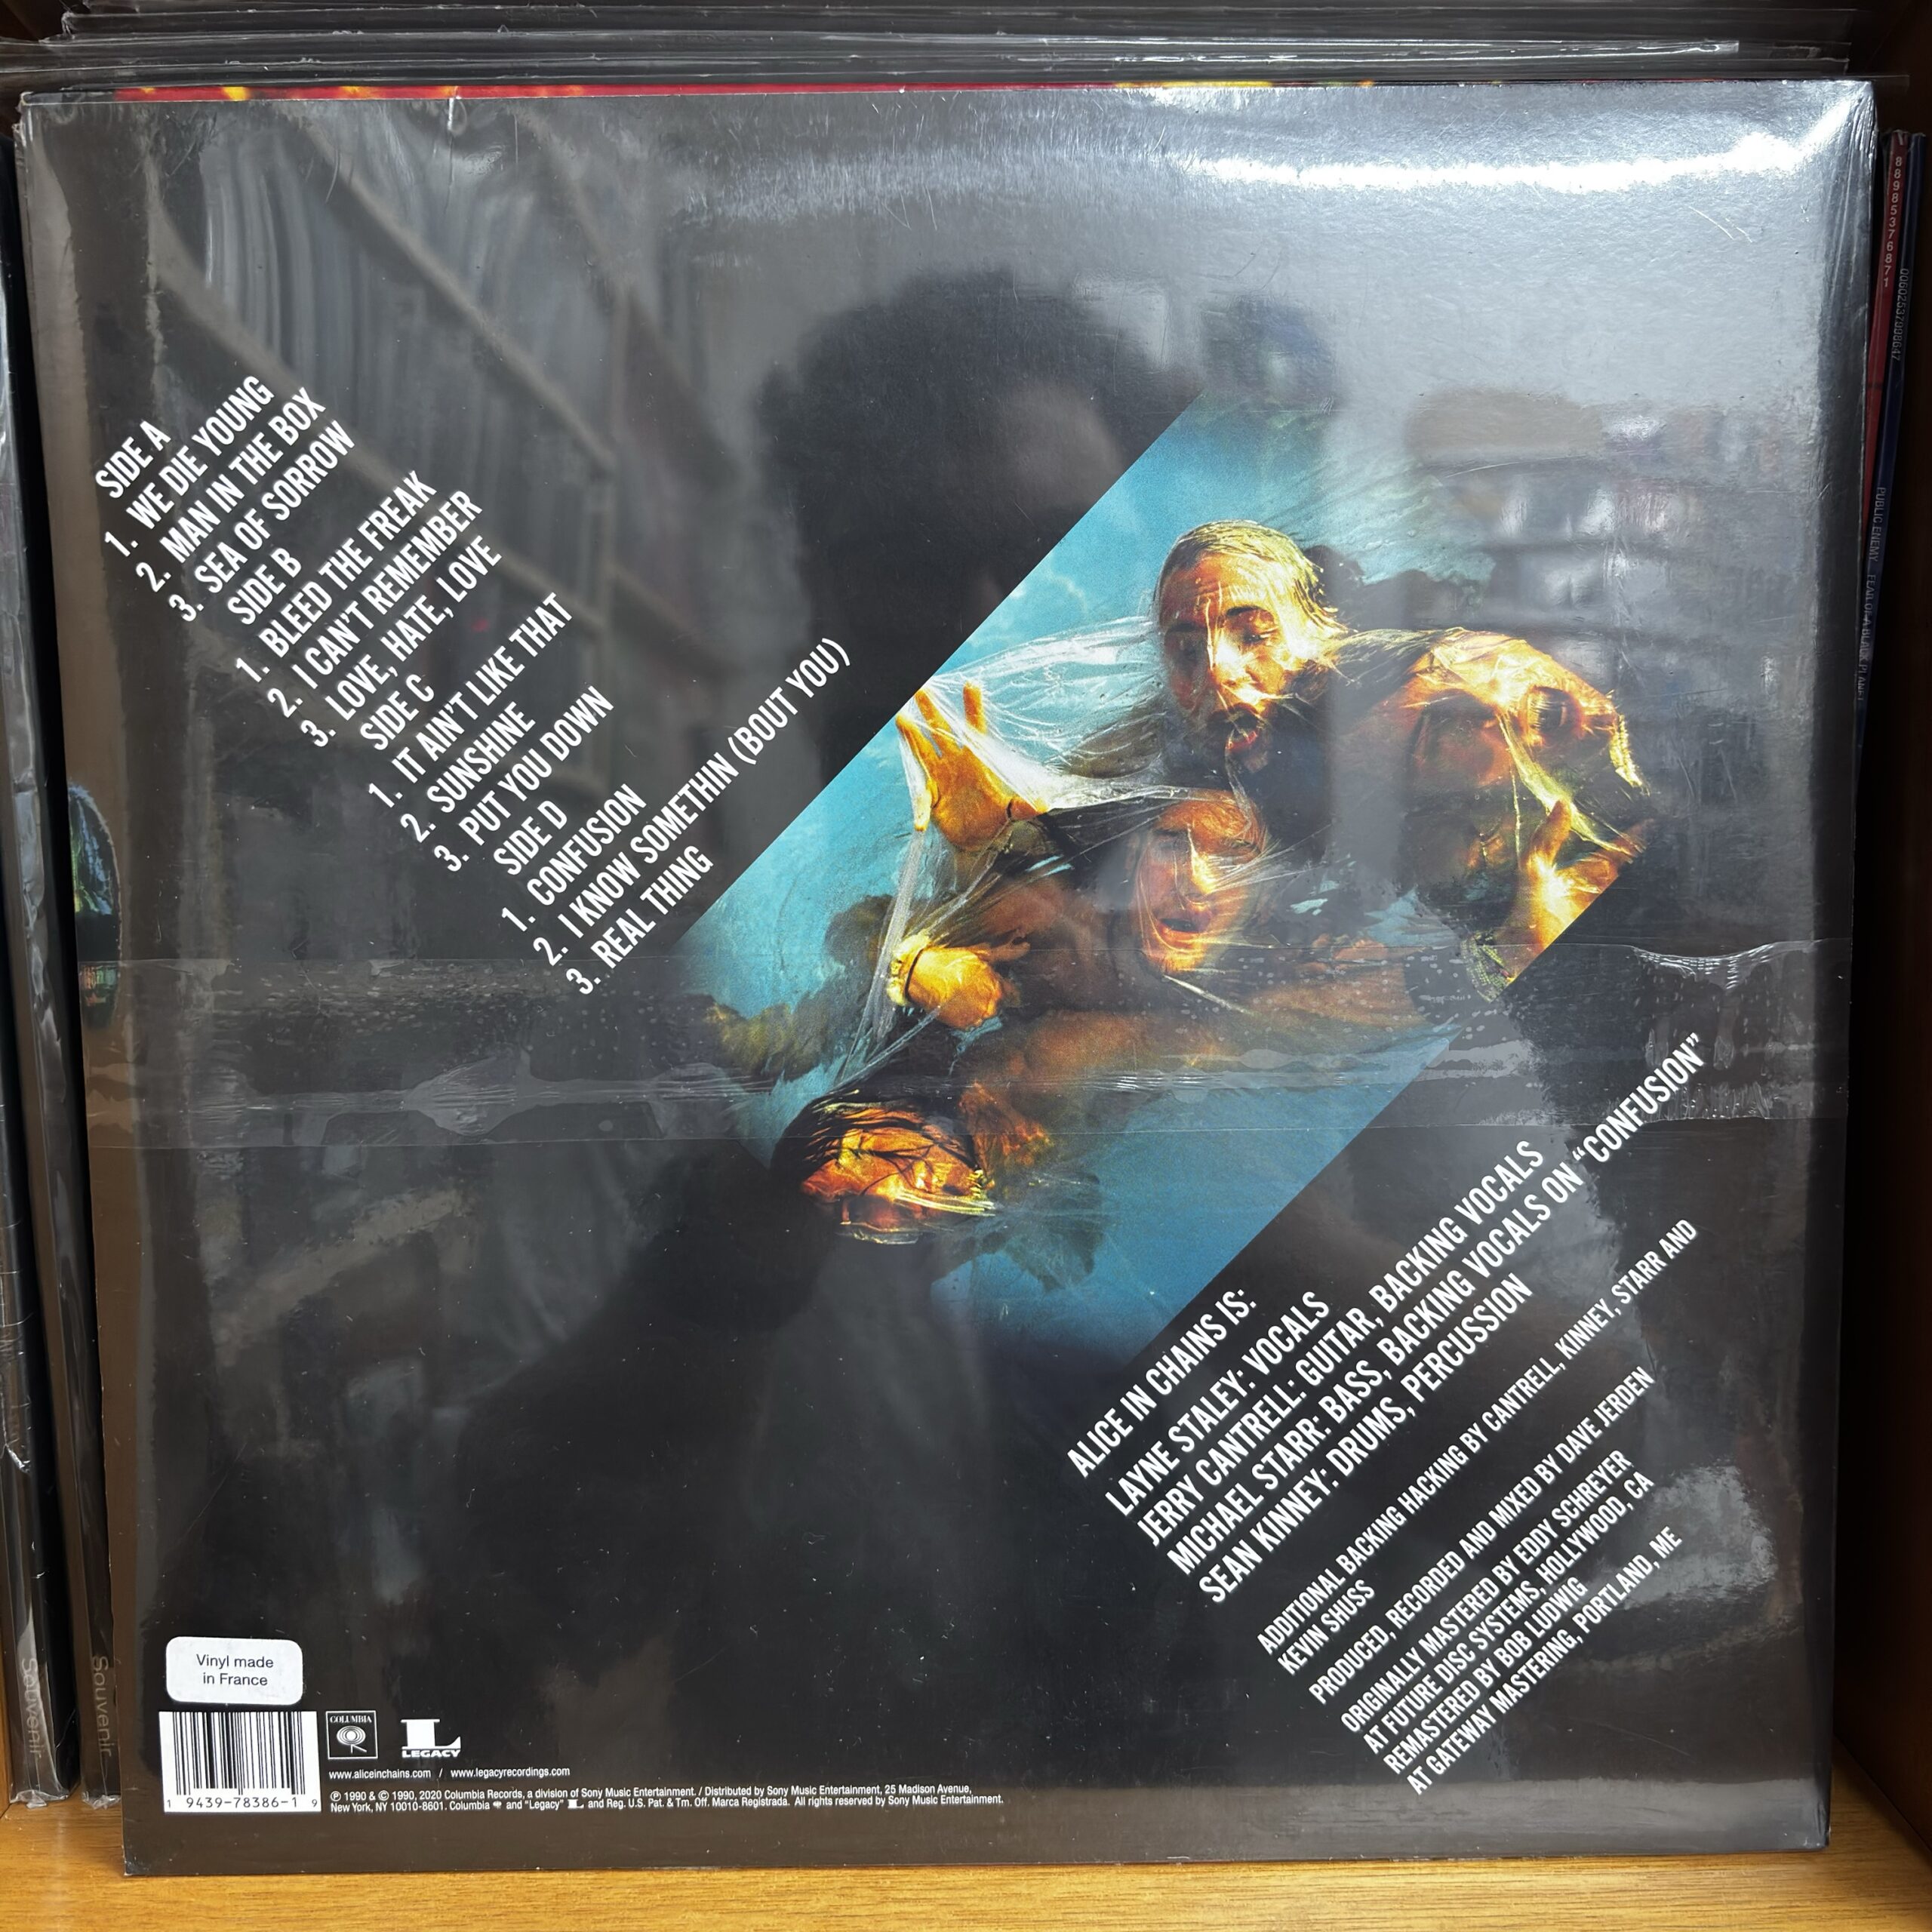 SIDE A
1. WE DIE YOUNG
2. MAN IN THE BOX
3. SEA OF SORROW
SIDE B
1. BLEED THE FREAK
2. I CAN'T REMEMBER
3. LOVE, HATE, LOVE
SIDE C
1. IT AIN'T LIKE THAT
2. SUNSHINE
3. PUT YOU DOWN
SIDE D
1. CONFUSION
2. I KNOW SOMETHIN (BOUT YOU)
3. REAL THING
ALICE IN CHAINS IS:
LAYNE STALEY: VOCALS
JERRY CANTRELL: GUITAR, BACKING VOCALS
MICHAEL STARR: BASS, BACKING VOCALS ON “CONFUSION”
SEAN KINNEY: DRUMS, PERCUSSION
ADDITIONAL BACKING HACKING BY CANTRELL, KINNEY, STARR AND
KEVIN SHUSS
PRODUCED, RECORDED AND MIXED BY DAVE JERDEN
ORIGINALLY MASTERED BY EDDY SCHREYER
AT FUTURE DISC SYSTEMS, HOLLYWOOD, CA
REMASTERED BY BOB LUDWIG
AT GATEWAY MASTERING, PORTLAND, ME
Vinyl made
in France
1 9439-78386-1 9
COLUMBIA
L
LEGACY
www.aliceinchains.com / www.legacyrecordings.com
℗ 1990 & © 1990, 2020 Columbia Records, a division of Sony Music Entertainment. / Distributed by Sony Music Entertainment, 25 Madison Avenue,
New York, NY 10010-8601. Columbia and “Legacy” L and Reg. U.S. Pat. & Tm. Off. Marca Registrada. All rights reserved by Sony Music Entertainment.
Souvenir
Souvenir
88985376871
00602537998647
PUBLIC ENEMY FEAR OF A BLACK PLANET